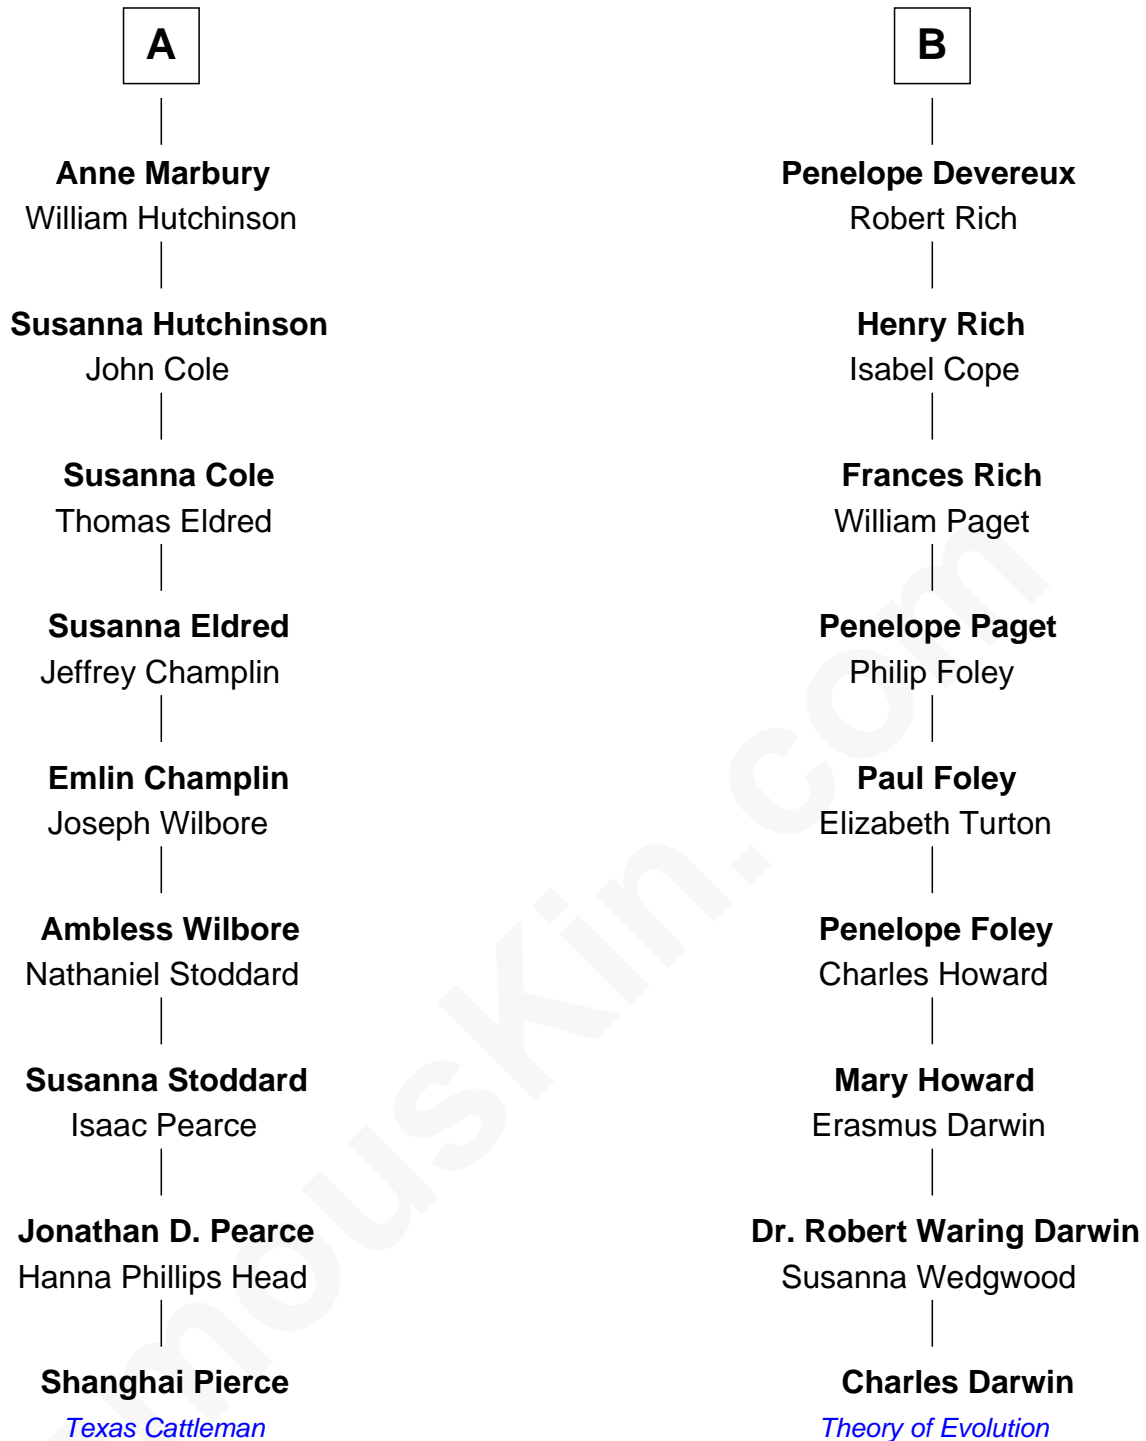 A
Anne Marbury
William Hutchinson
Susanna Hutchinson
John Cole
Susanna Cole
Thomas Eldred
Susanna Eldred
Jeffrey Champlin
Emlin Champlin
Joseph Wilbore
Ambless Wilbore
Nathaniel Stoddard
Susanna Stoddard
Isaac Pearce
Jonathan D. Pearce
Hanna Phillips Head
Shanghai Pierce
Texas Cattleman
B
Penelope Devereux
Robert Rich
Henry Rich
Isabel Cope
Frances Rich
William Paget
Penelope Paget
Philip Foley
Paul Foley
Elizabeth Turton
Penelope Foley
Charles Howard
Mary Howard
Erasmus Darwin
Dr. Robert Waring Darwin
Susanna Wedgwood
Charles Darwin
Theory of Evolution
mousKin.com